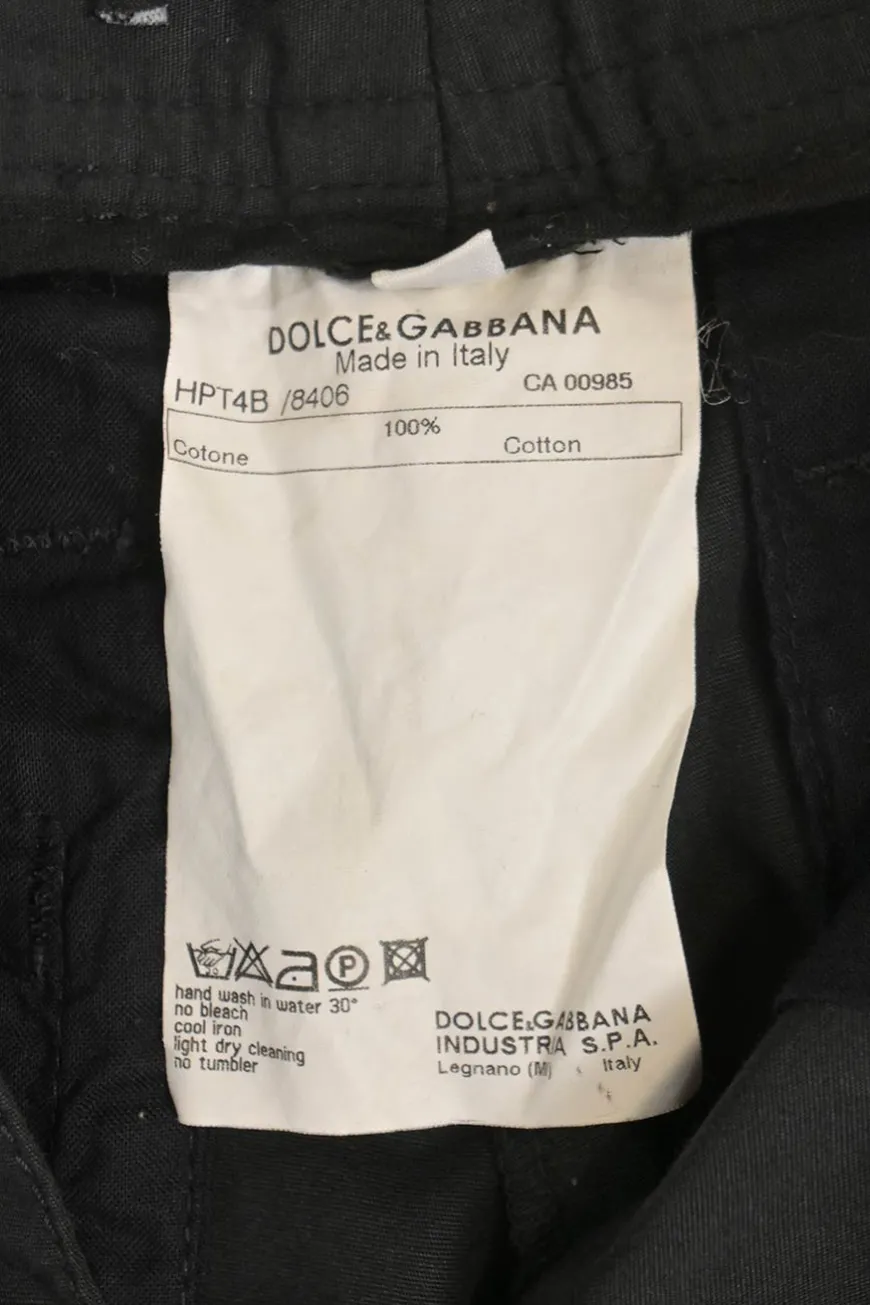 DOLCE&GABBANA
Made in Italy
HPT4B /8406 CA 00985
100%
Cotone Cotton
P
hand wash in water 30°
no bleach
cool iron
light dry cleaning
no tumbler
DOLCE&GABBANA
INDUSTRIA S.P.A.
Legnano (MI) Italy